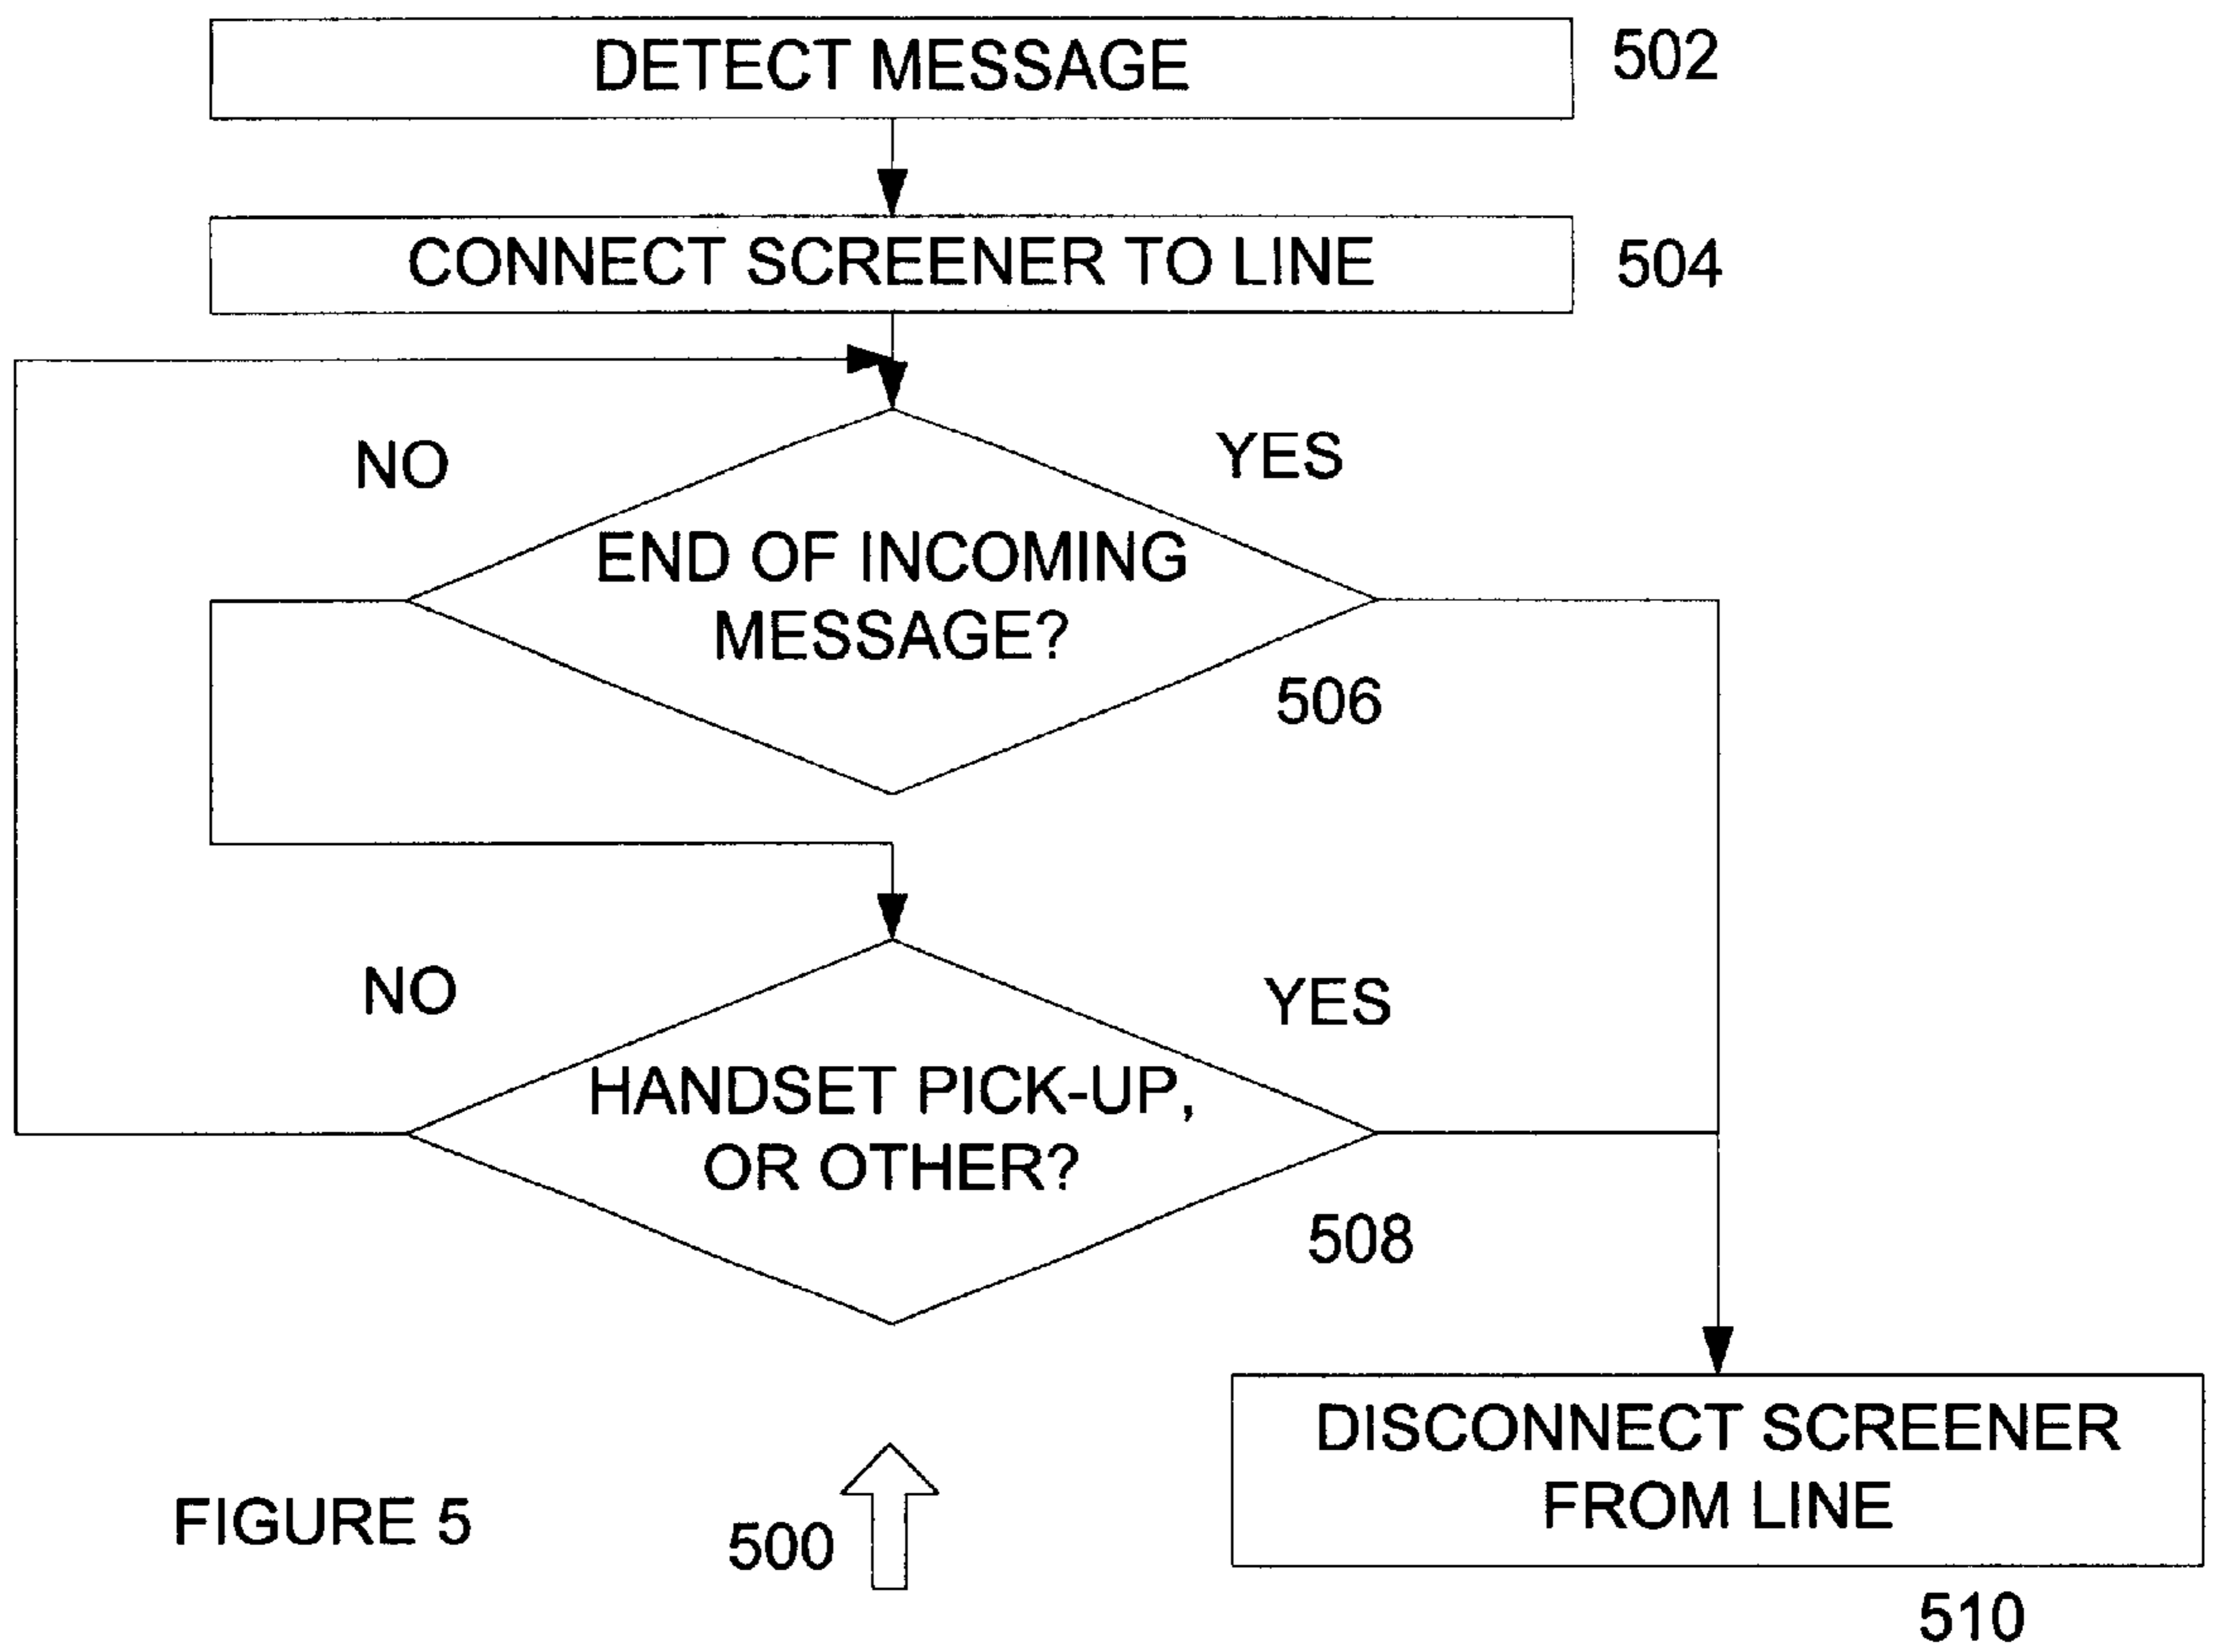 DETECT MESSAGE
502
CONNECT SCREENER TO LINE
504
NO
YES
END OF INCOMING
MESSAGE?
506
NO
YES
HANDSET PICK-UP,
OR OTHER?
508
DISCONNECT SCREENER
FROM LINE
510
FIGURE 5
500